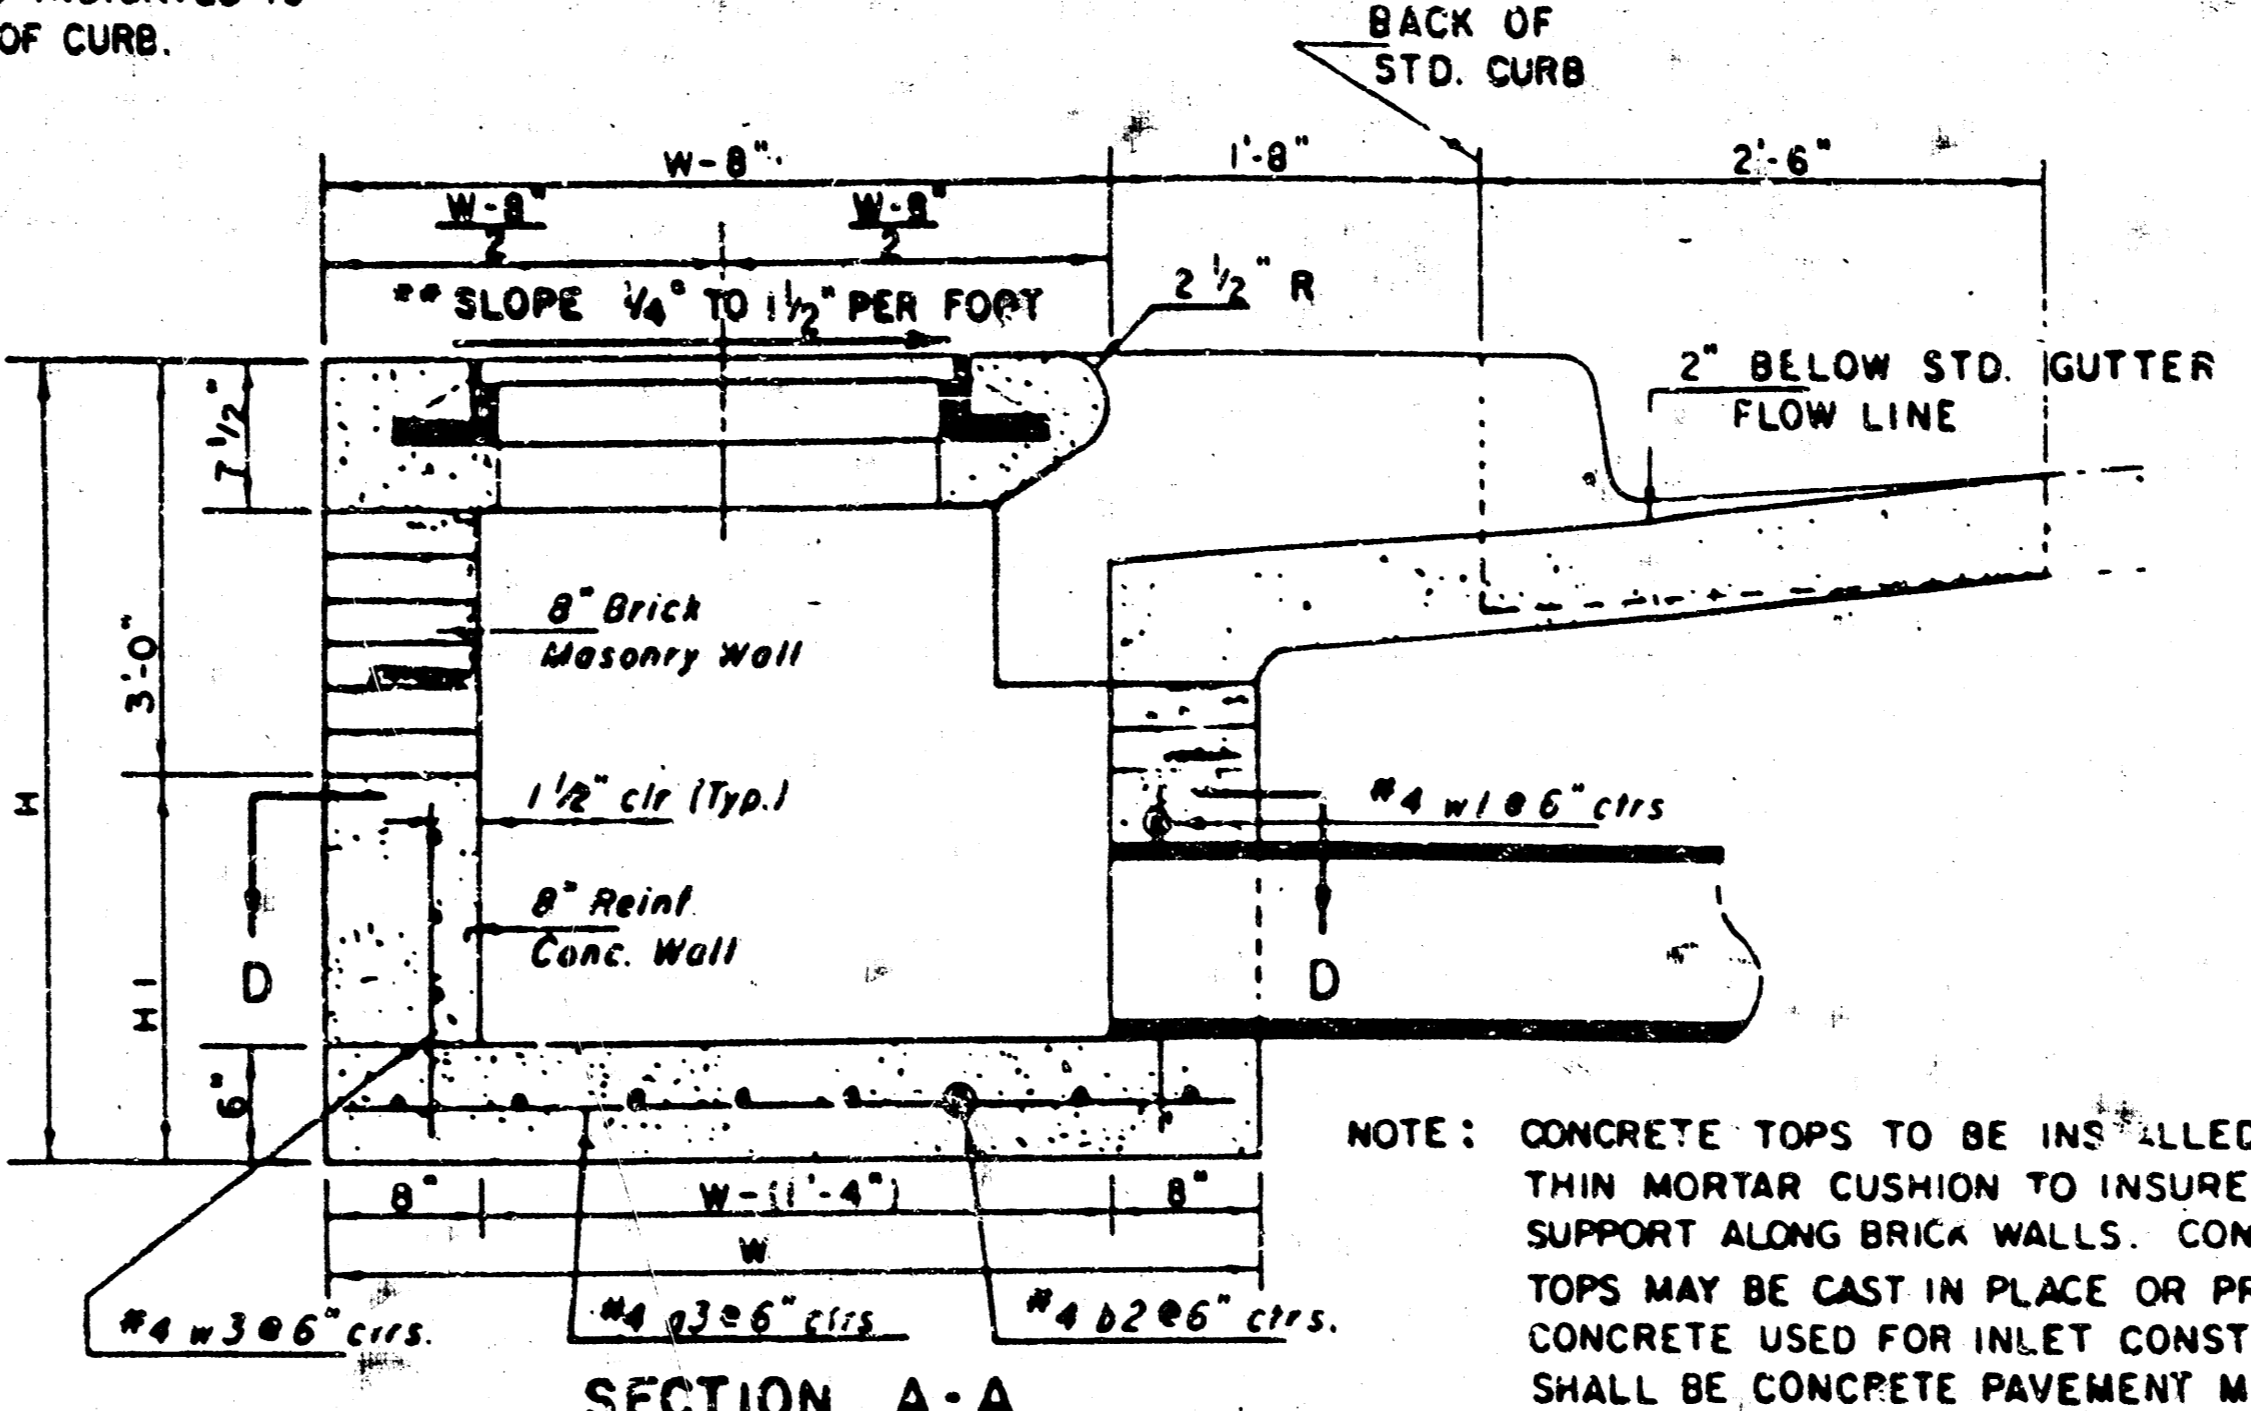 OF CURB.
BACK OF
STD. CURB
W-8"
1'-8"
2'-6"
W-8"
2
W-8"
2
** SLOPE 1/4" TO 1 1/2" PER FOOT
2 1/2" R
2" BELOW STD. GUTTER
FLOW LINE
7 1/2"
3'-0"
8" Brick
Masonry Wall
H
1 1/2" clr (Typ.)
#4 w1 @ 6" ctrs
8" Reinf.
Conc. Wall
D
D
H1
6"
8"
W-(1'-4")
8"
W
#4 w3 @ 6" ctrs.
#4 a3 @ 6" ctrs
#4 b2 @ 6" ctrs.
SECTION A-A
NOTE: CONCRETE TOPS TO BE INSTALLED
THIN MORTAR CUSHION TO INSURE
SUPPORT ALONG BRICK WALLS. CON
TOPS MAY BE CAST IN PLACE OR PR
CONCRETE USED FOR INLET CONST
SHALL BE CONCRETE PAVEMENT M